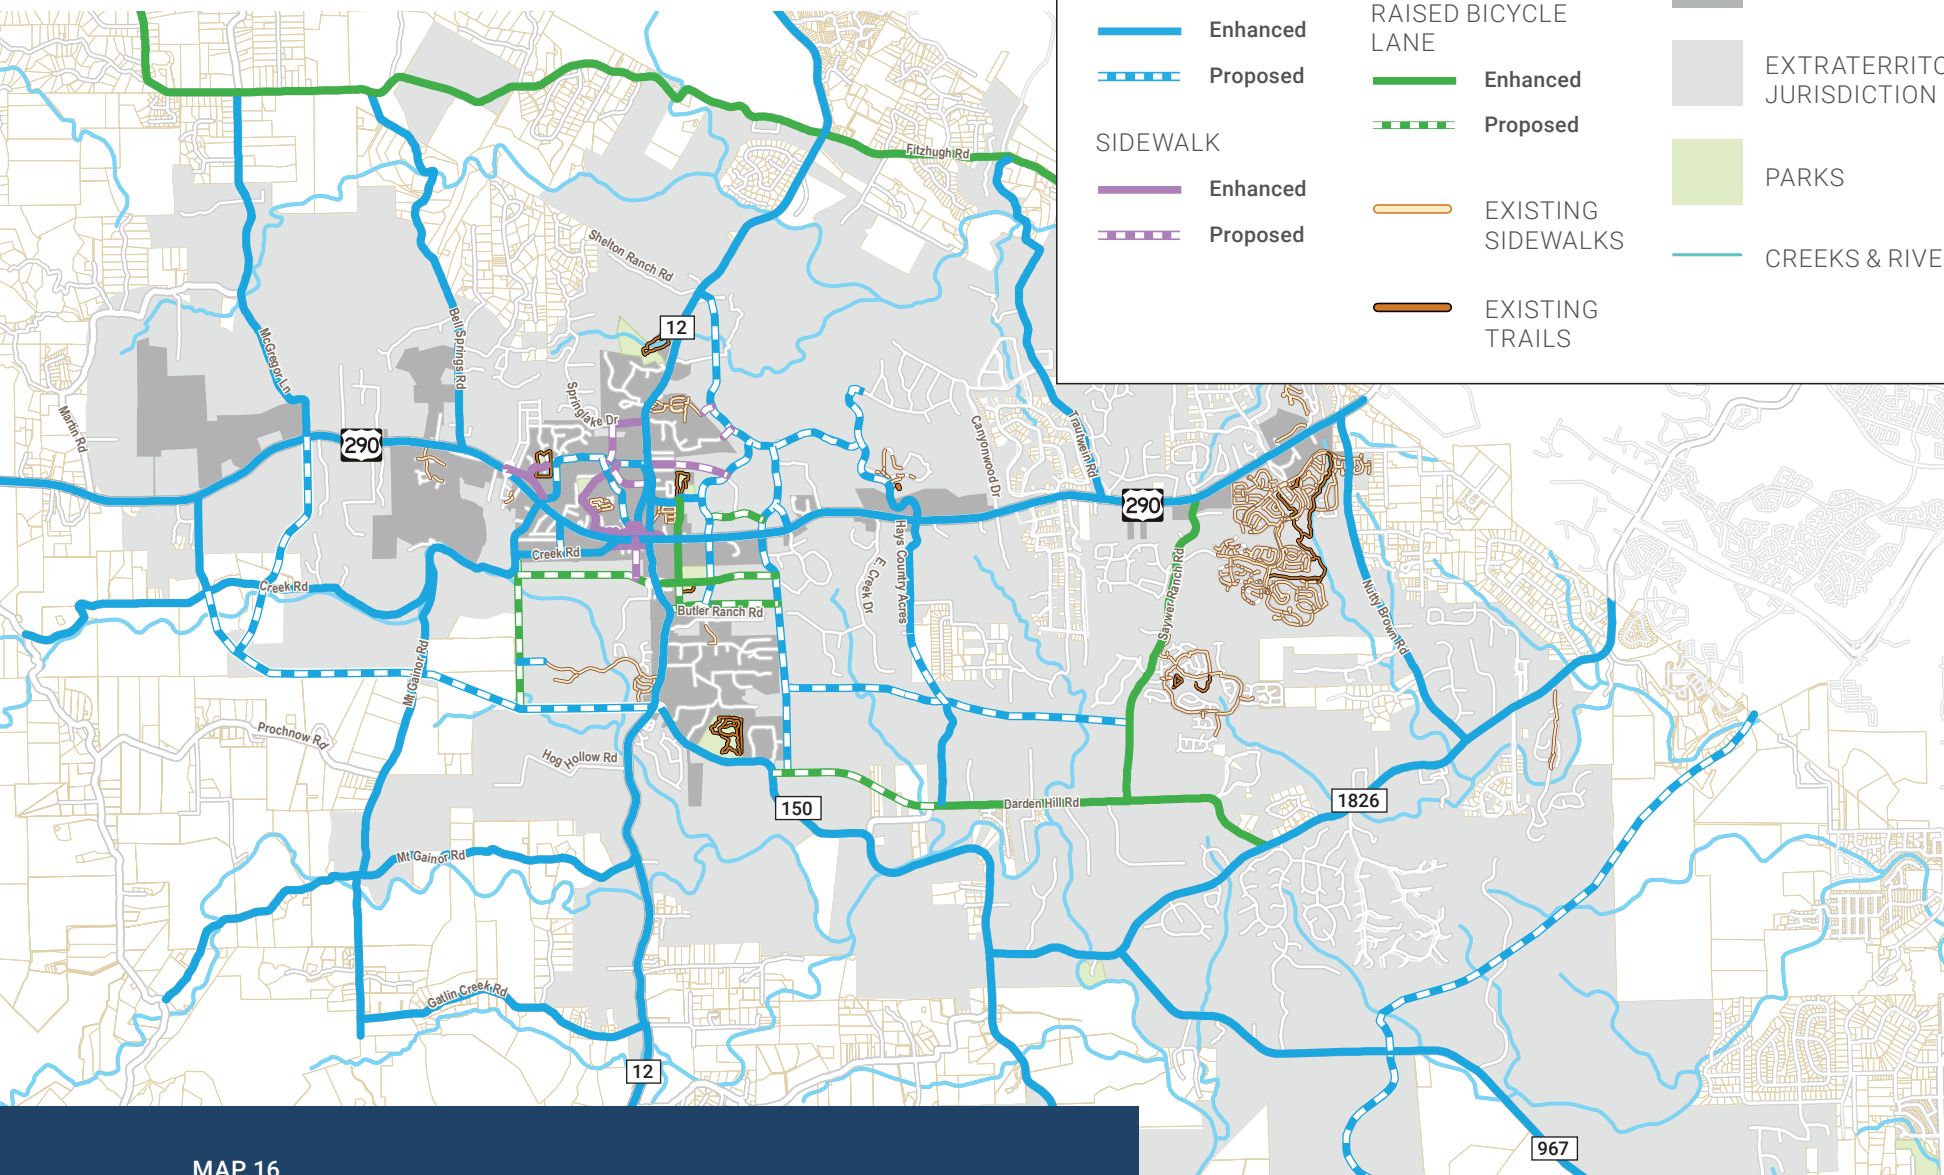 Enhanced
Proposed
SIDEWALK
Enhanced
Proposed
RAISED BICYCLE
LANE
Enhanced
Proposed
EXISTING
SIDEWALKS
EXISTING
TRAILS
EXTRATERRITO
JURISDICTION
PARKS
CREEKS & RIVE
Fitzhugh Rd
Shelton Ranch Rd
12
McGregor Ln
Bell Springs Rd
Springlake Dr
Martin Rd
290
Canyonwood Dr
Trautwein Rd
290
Creek Rd
Creek Rd
E. Creek Dr
Hays Country Acres
Saywer Ranch Rd
Nutty Brown Rd
Butler Ranch Rd
Mt Gainor Rd
Prochnow Rd
Hog Hollow Rd
150
Darden Hill Rd
1826
Mt Gainor Rd
Gatlin Creek Rd
12
967
MAP 16